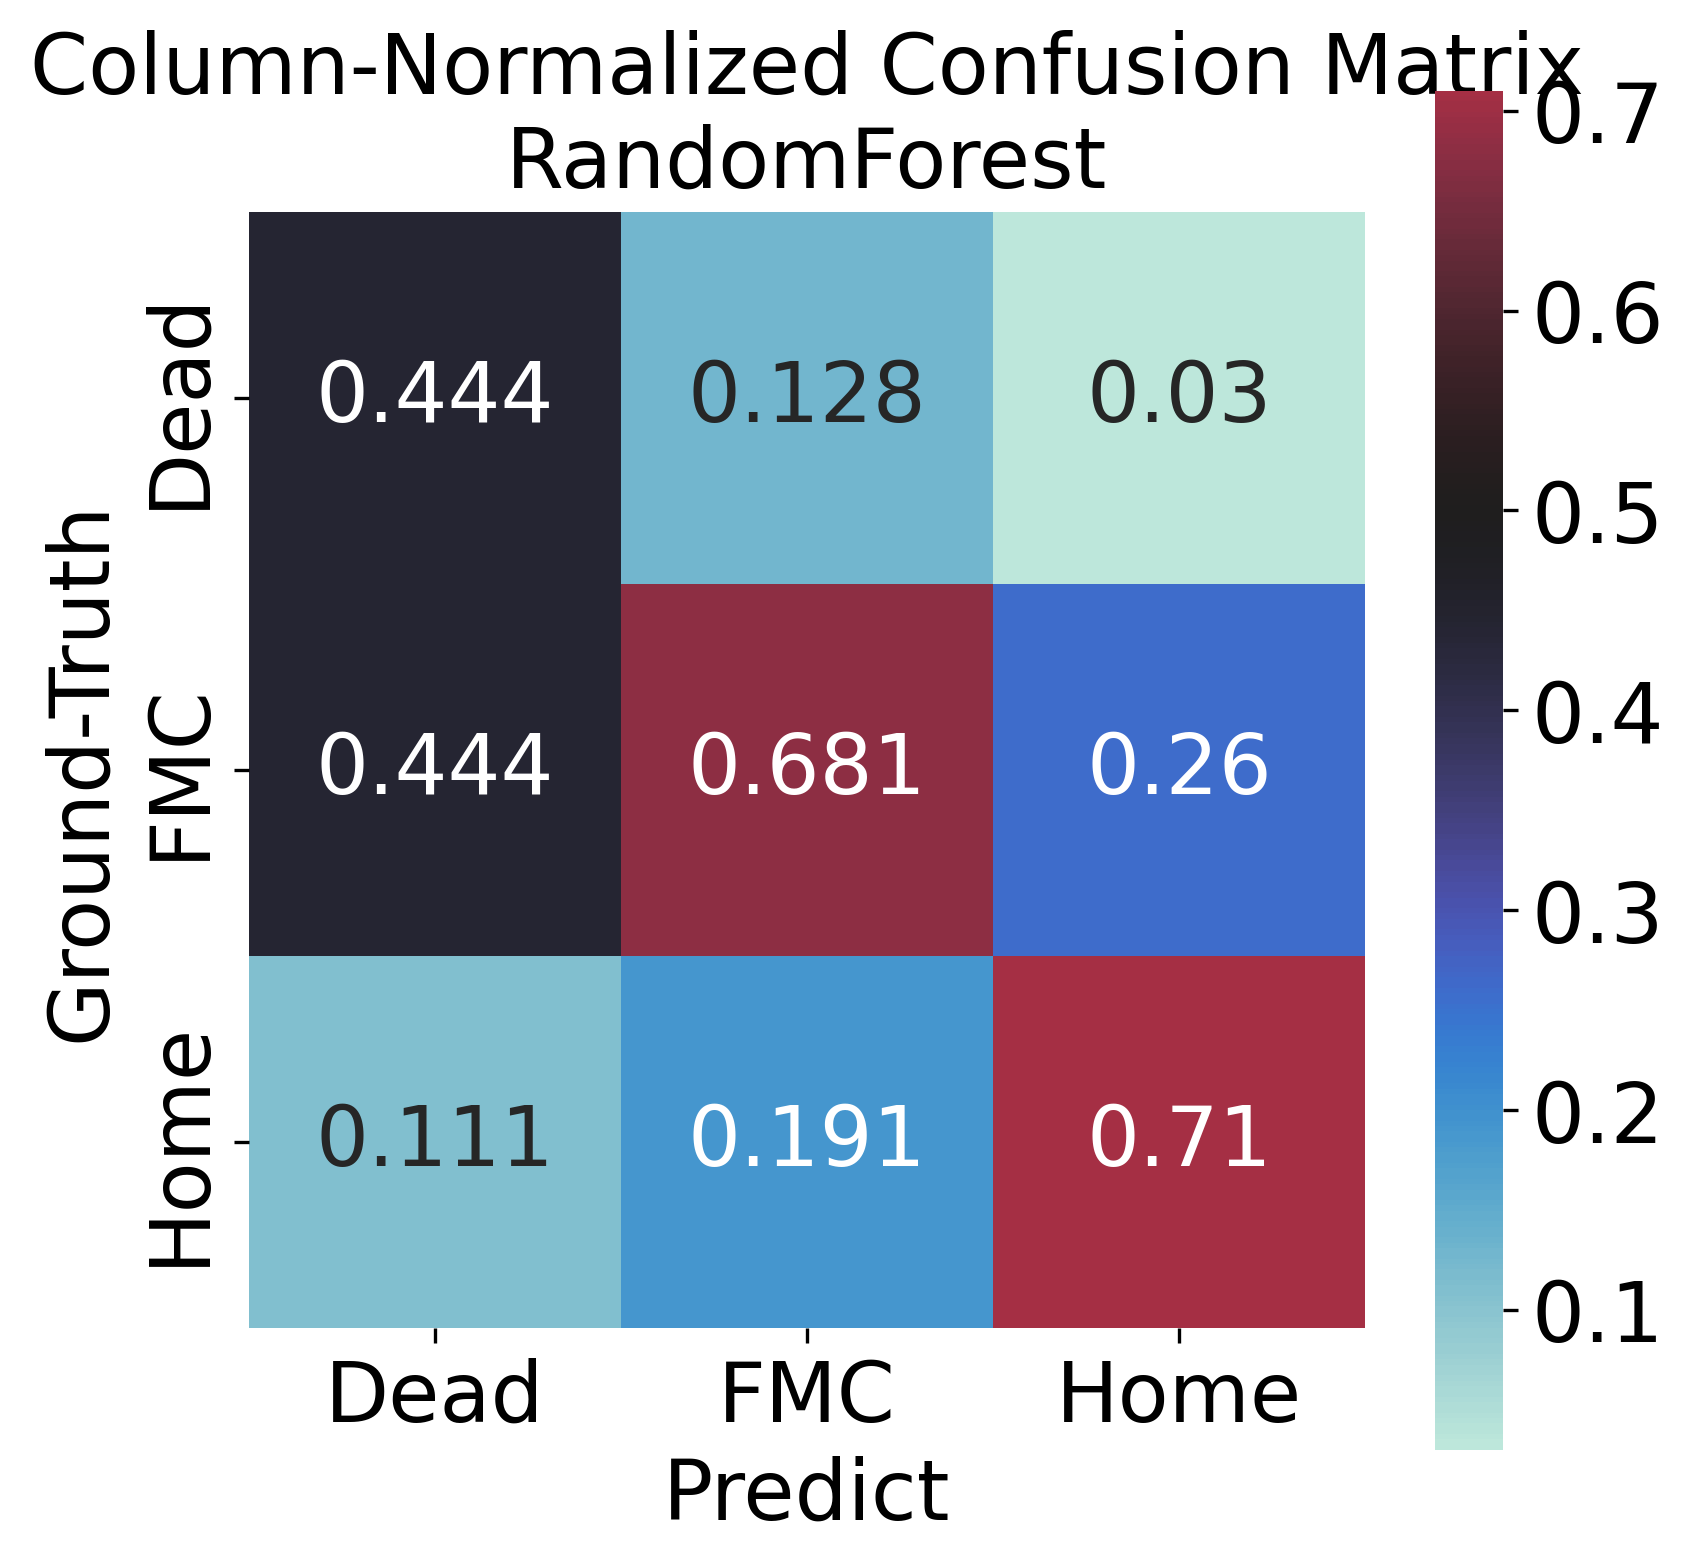 Column-Normalized Confusion Matrix
RandomForest
Ground-Truth
Dead
0.444 0.128 0.03
FMC
0.444 0.681 0.26
Home
0.111 0.191 0.71
Dead FMC Home
Predict
0.7
0.6
0.5
0.4
0.3
0.2
0.1